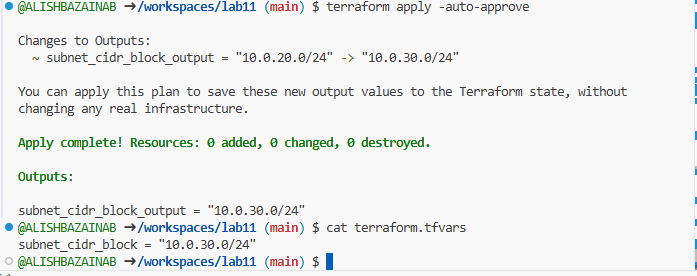 @ALISHBAZAINAB ➜/workspaces/lab11 (main) $ terraform apply -auto-approve
Changes to Outputs:
~ subnet_cidr_block_output = "10.0.20.0/24" -> "10.0.30.0/24"
You can apply this plan to save these new output values to the Terraform state, without
changing any real infrastructure.
Apply complete! Resources: 0 added, 0 changed, 0 destroyed.
Outputs:
subnet_cidr_block_output = "10.0.30.0/24"
@ALISHBAZAINAB ➜/workspaces/lab11 (main) $ cat terraform.tfvars
subnet_cidr_block = "10.0.30.0/24"
@ALISHBAZAINAB ➜/workspaces/lab11 (main) $